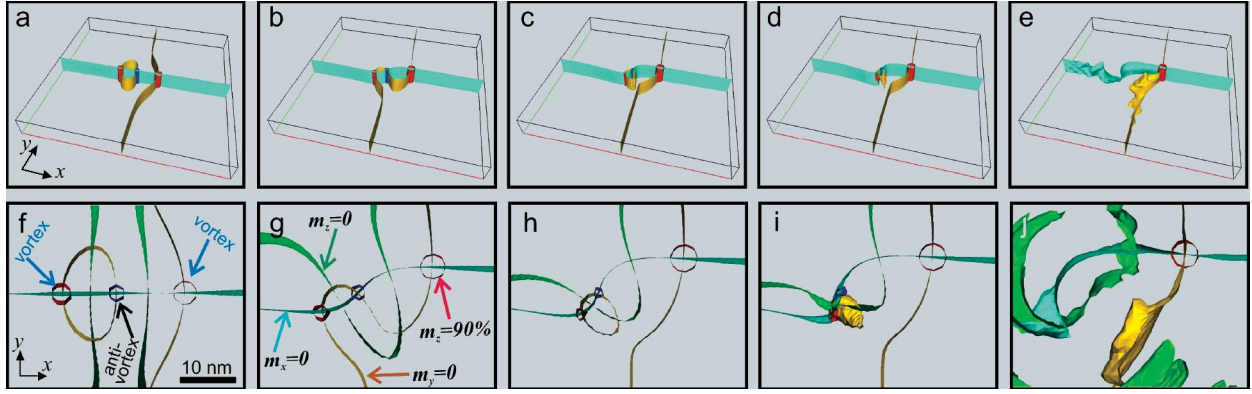 a
b
c
d
e
y
x
f
g
h
i
j
vortex
vortex
anti-
vortex
y
x
10 nm
m_z=0
m_x=0
m_z=90%
m_y=0